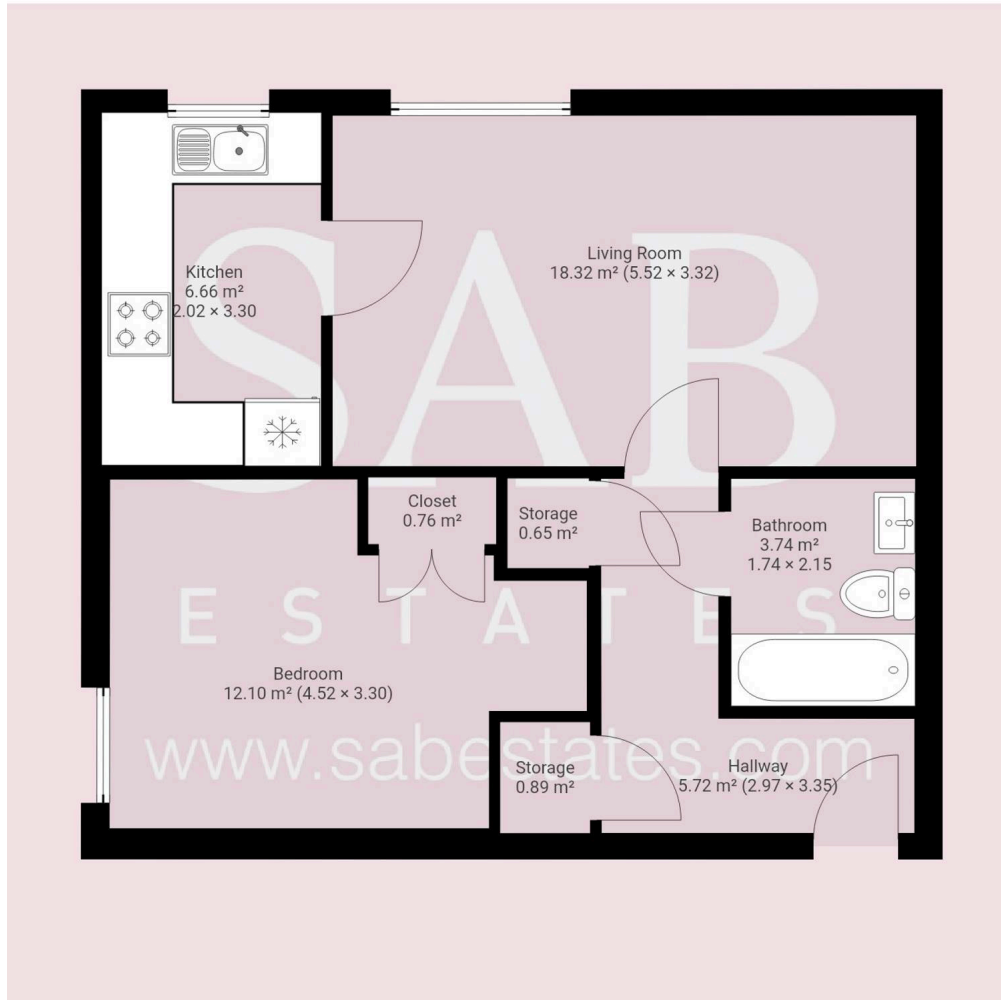 Kitchen
6.66 m²
2.02 × 3.30
Living Room
18.32 m² (5.52 × 3.32)
SAB
Closet
0.76 m²
Storage
0.65 m²
Bathroom
3.74 m²
1.74 × 2.15
ESTATES
Bedroom
12.10 m² (4.52 × 3.30)
www.sabestates.com
Storage
0.89 m²
Hallway
5.72 m² (2.97 × 3.35)